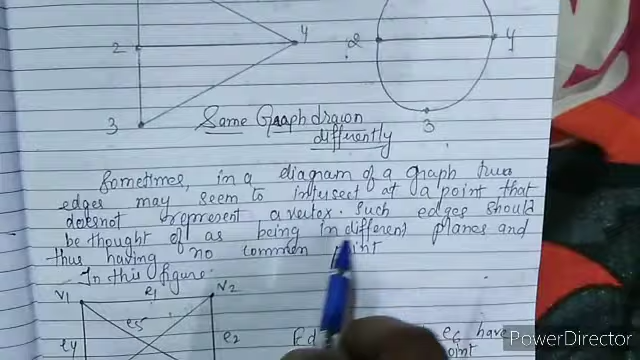 2
4
3
2
4
3
Same Graph drawn
differently
Sometimes, in a diagram of a graph two
edges may seem to intersect at a point that
doesnot represent a vertex. Such edges should
be thought of as being in different planes and
thus having no common point
In this figure:
v1 e1 v2
e5
e4 e2
e6 have
PowerDirector